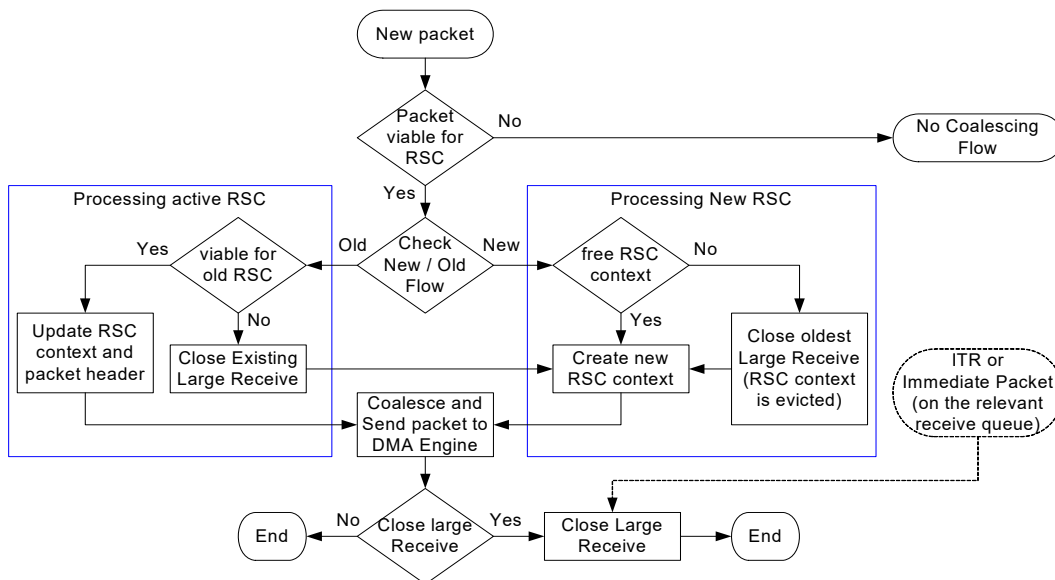 New packet
Packet
viable for
RSC
No
No Coalescing
Flow
Yes
Processing active RSC
Processing New RSC
Yes
viable for
old RSC
Old
Check
New / Old
Flow
New
free RSC
context
No
No
Yes
Update RSC
context and
packet header
Close Existing
Large Receive
Create new
RSC context
Close oldest
Large Receive
(RSC context
is evicted)
ITR or
Immediate Packet
(on the relevant
receive queue)
Coalesce and
Send packet to
DMA Engine
End
No
Close large
Receive
Yes
Close Large
Receive
End